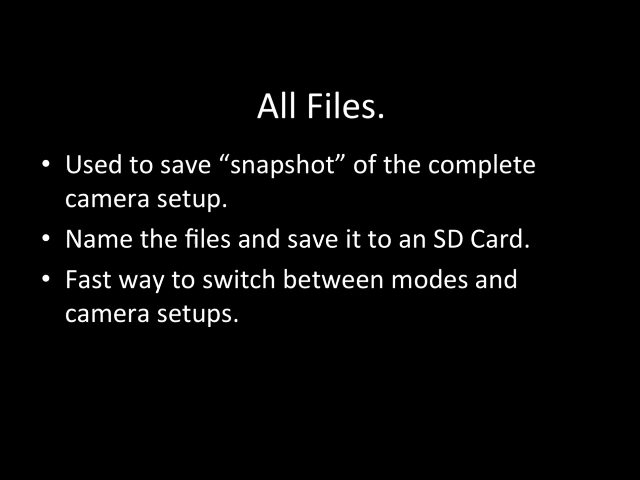 All Files.
• Used to save “snapshot” of the complete
camera setup.
• Name the files and save it to an SD Card.
• Fast way to switch between modes and
camera setups.